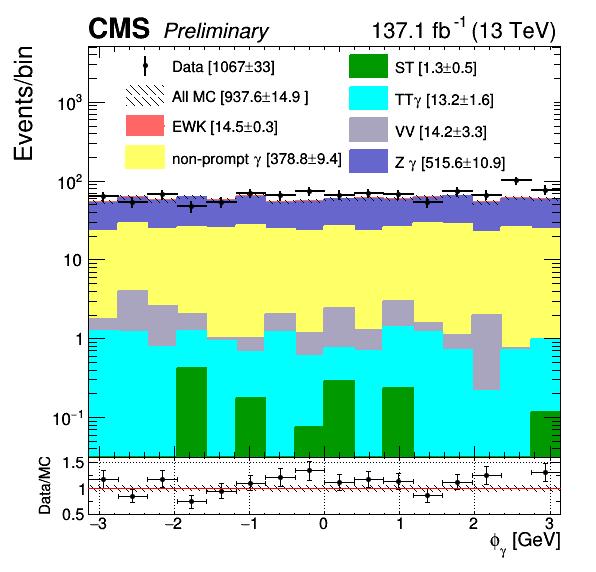 CMS Preliminary 137.1 fb⁻¹ (13 TeV)
Events/bin
Data [1067±33]
All MC [937.6±14.9 ]
EWK [14.5±0.3]
non-prompt γ [378.8±9.4]
ST [1.3±0.5]
TTγ [13.2±1.6]
VV [14.2±3.3]
Z γ [515.6±10.9]
10³
10²
10
1
10⁻¹
Data/MC
1.5
1
0.5
−3 −2 −1 0 1 2 3
ϕγ [GeV]